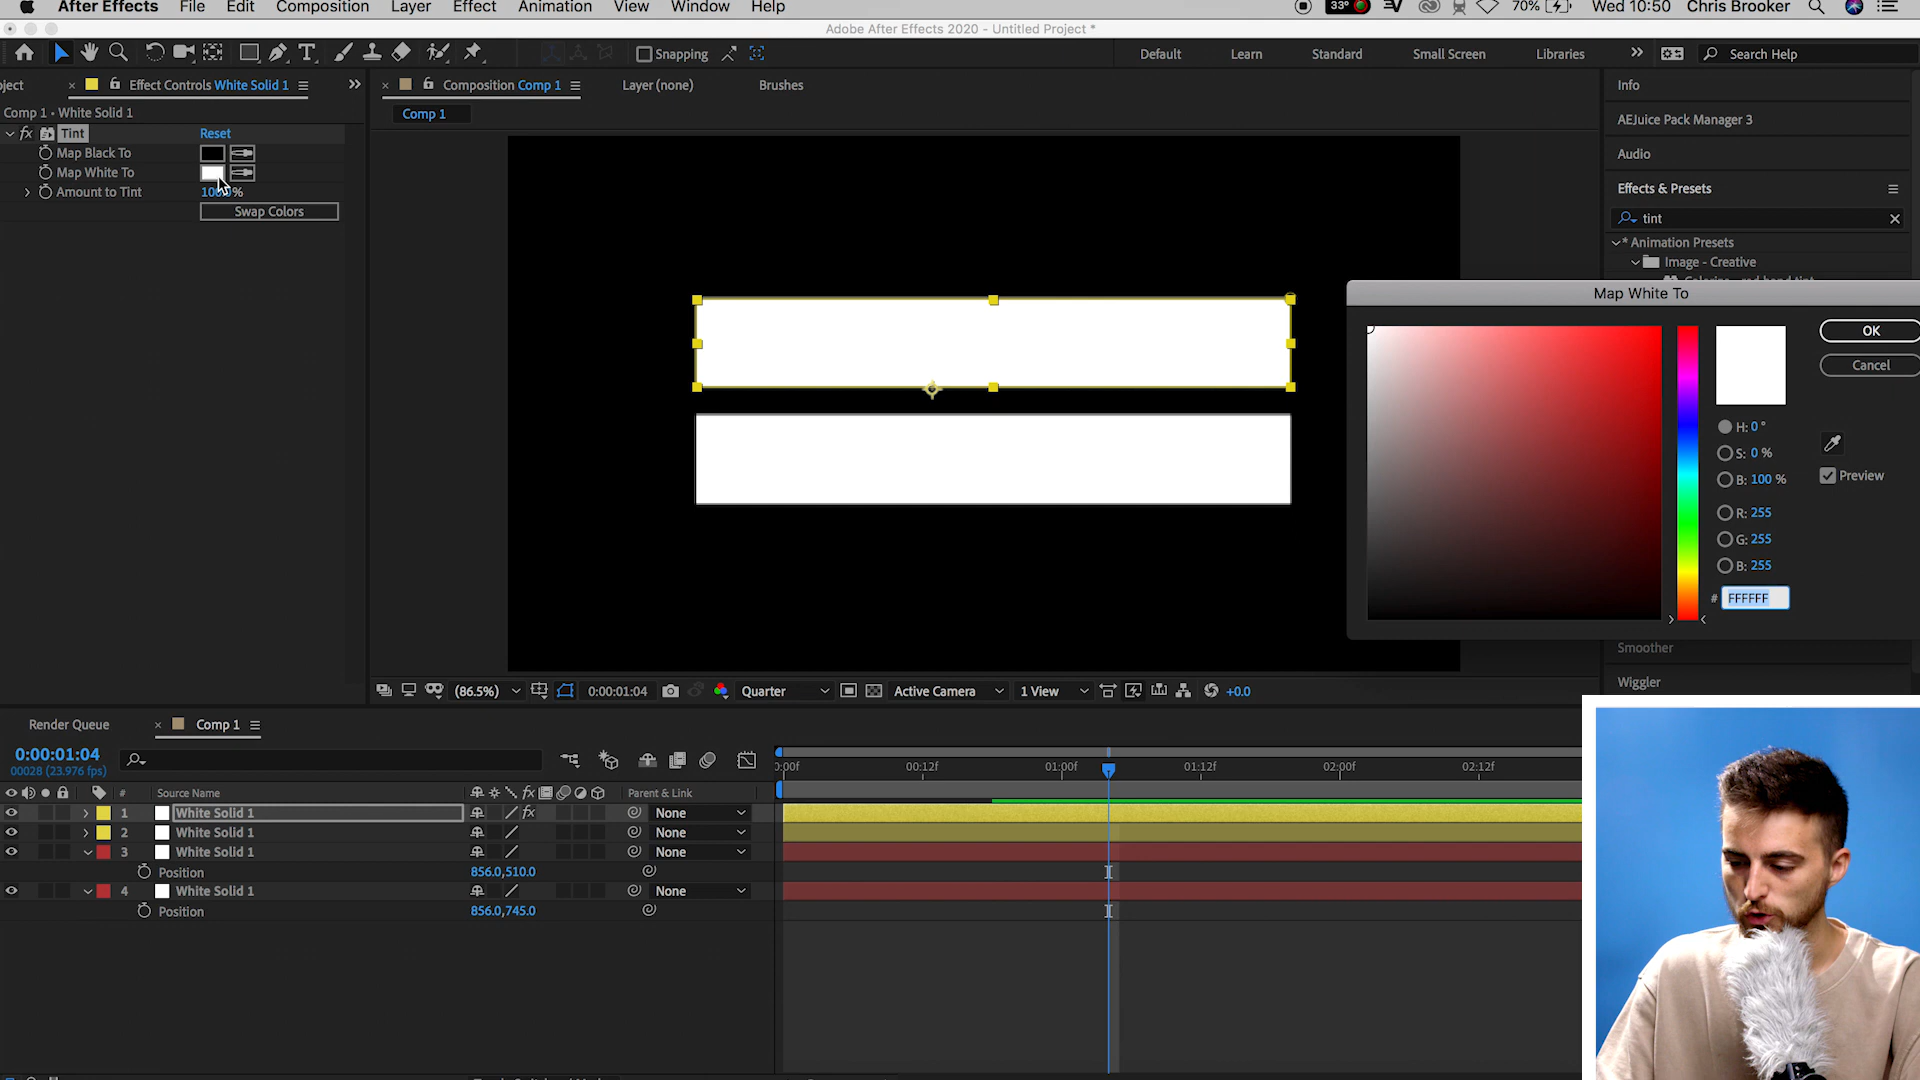 After Effects File Edit Composition Layer Effect Animation View Window Help 33° 70% Wed 10:50 Chris Brooker
Adobe After Effects 2020 - Untitled Project *
Snapping Default Learn Standard Small Screen Libraries Search Help
oject Effect Controls White Solid 1 Composition Comp 1 Layer (none) Brushes Info
Comp 1 • White Solid 1
Comp 1
fx Tint Reset
Map Black To
Map White To
Amount to Tint 100.0%
Swap Colors
AEJuice Pack Manager 3
Audio
Effects & Presets
tint
* Animation Presets
Image - Creative
Map White To
OK
Cancel
H: 0 °
S: 0 %
B: 100 %
Preview
R: 255
G: 255
B: 255
# FFFFFF
Smoother
Wiggler
(86.5%) 0:00:01:04 Quarter Active Camera 1 View +0.0
Render Queue Comp 1
0:00:01:04
00028 (23.976 fps)
0:00f 00:12f 01:00f 01:12f 02:00f 02:12f
# Source Name fx Parent & Link
1 White Solid 1 fx None
2 White Solid 1 None
3 White Solid 1 None
Position 856.0,510.0
4 White Solid 1 None
Position 856.0,745.0